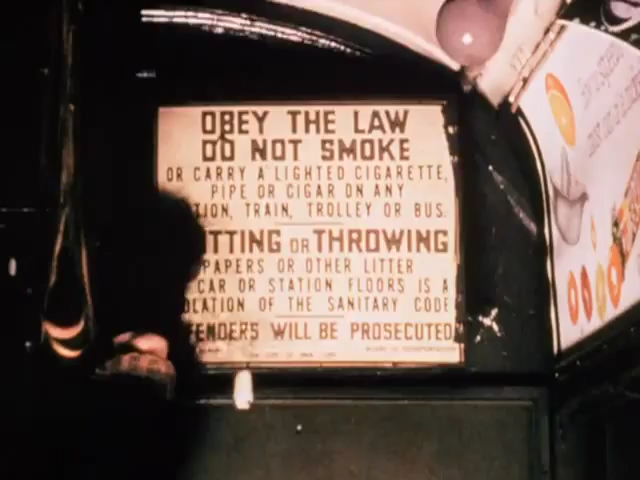 OBEY THE LAW
DO NOT SMOKE
OR CARRY A LIGHTED CIGARETTE,
PIPE OR CIGAR ON ANY
TION, TRAIN, TROLLEY OR BUS.
ITTING OR THROWING
PAPERS OR OTHER LITTER
CAR OR STATION FLOORS IS A
OLATION OF THE SANITARY CODE
FENDERS WILL BE PROSECUTED